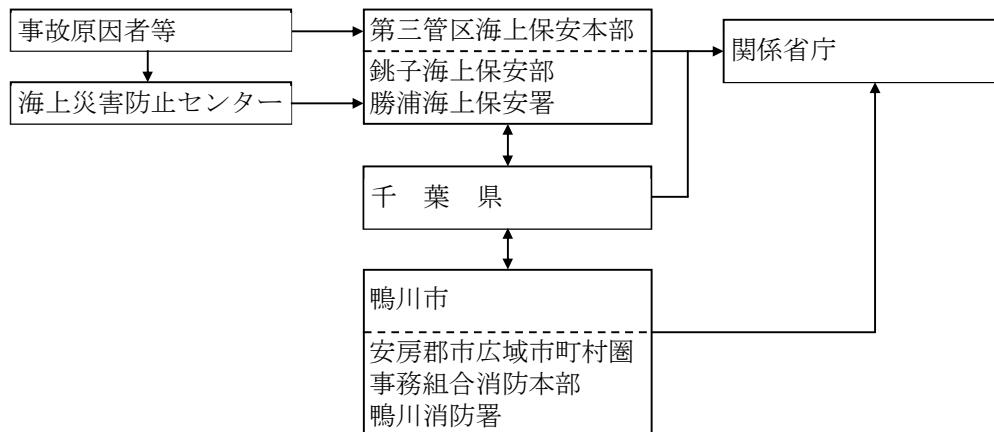 事故原因者等
海上災害防止センター
第三管区海上保安本部
銚子海上保安部
勝浦海上保安署
関係省庁
千　葉　県
鴨川市
安房郡市広域市町村圏
事務組合消防本部
鴨川消防署